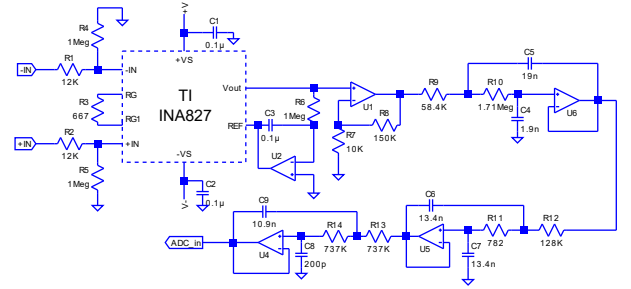 R4
1Meg
+V
C1
0.1µ
+VS
-IN
R1
12K
-IN
TI
INA827
RG
R3
667
RG1
Vout
REF
+IN
R2
12K
+IN
R5
1Meg
-VS
V-
C2
0.1µ
C3
0.1µ
R6
1Meg
U2
U1
R8
150K
R7
10K
R9
58.4K
C5
19n
R10
1.71Meg
C4
1.9n
U6
C9
10.9n
ADC_in
U4
C8
200p
R14
737K
R13
737K
C6
13.4n
U5
C7
13.4n
R11
782
R12
128K